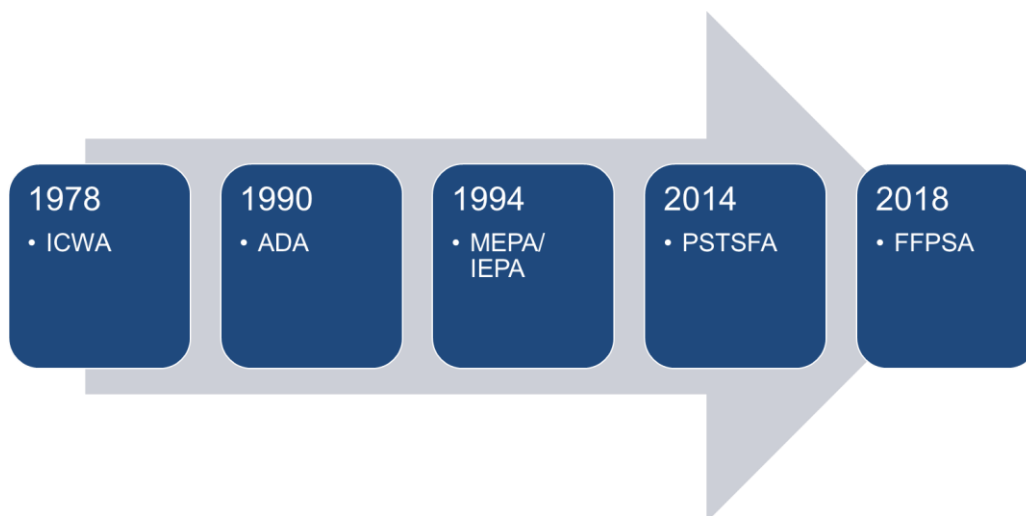 1978
• ICWA
1990
• ADA
1994
• MEPA/
IEPA
2014
• PSTSFA
2018
• FFPSA